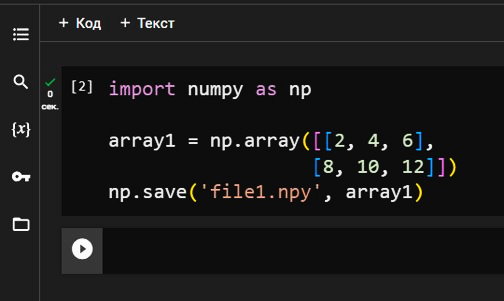 + Код + Текст
{x}
0
сек.
[2] import numpy as np
array1 = np.array([[2, 4, 6],
[8, 10, 12]])
np.save('file1.npy', array1)